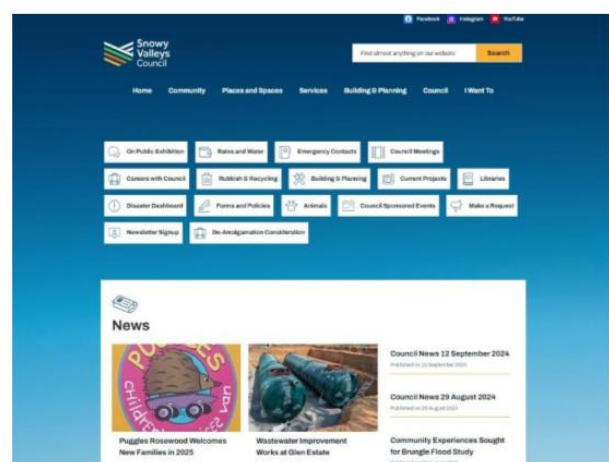 Facebook Instagram YouTube
Snowy
Valleys
Council
Find almost anything on our website Search
Home Community Places and Spaces Services Building & Planning Council I Want To
On Public Exhibition Rates and Water Emergency Contacts Council Meetings
Careers with Council Rubbish & Recycling Building & Planning Current Projects Libraries
Disaster Dashboard Forms and Policies Animals Council Sponsored Events Make a Request
Newsletter Signup De-Amalgamation Consideration
News
PUGGLES
CHILDREN'S van
Council News 12 September 2024
Council News 29 August 2024
Puggles Rosewood Welcomes
New Families in 2025
Wastewater Improvement
Works at Glen Estate
Community Experiences Sought
for Brungle Flood Study